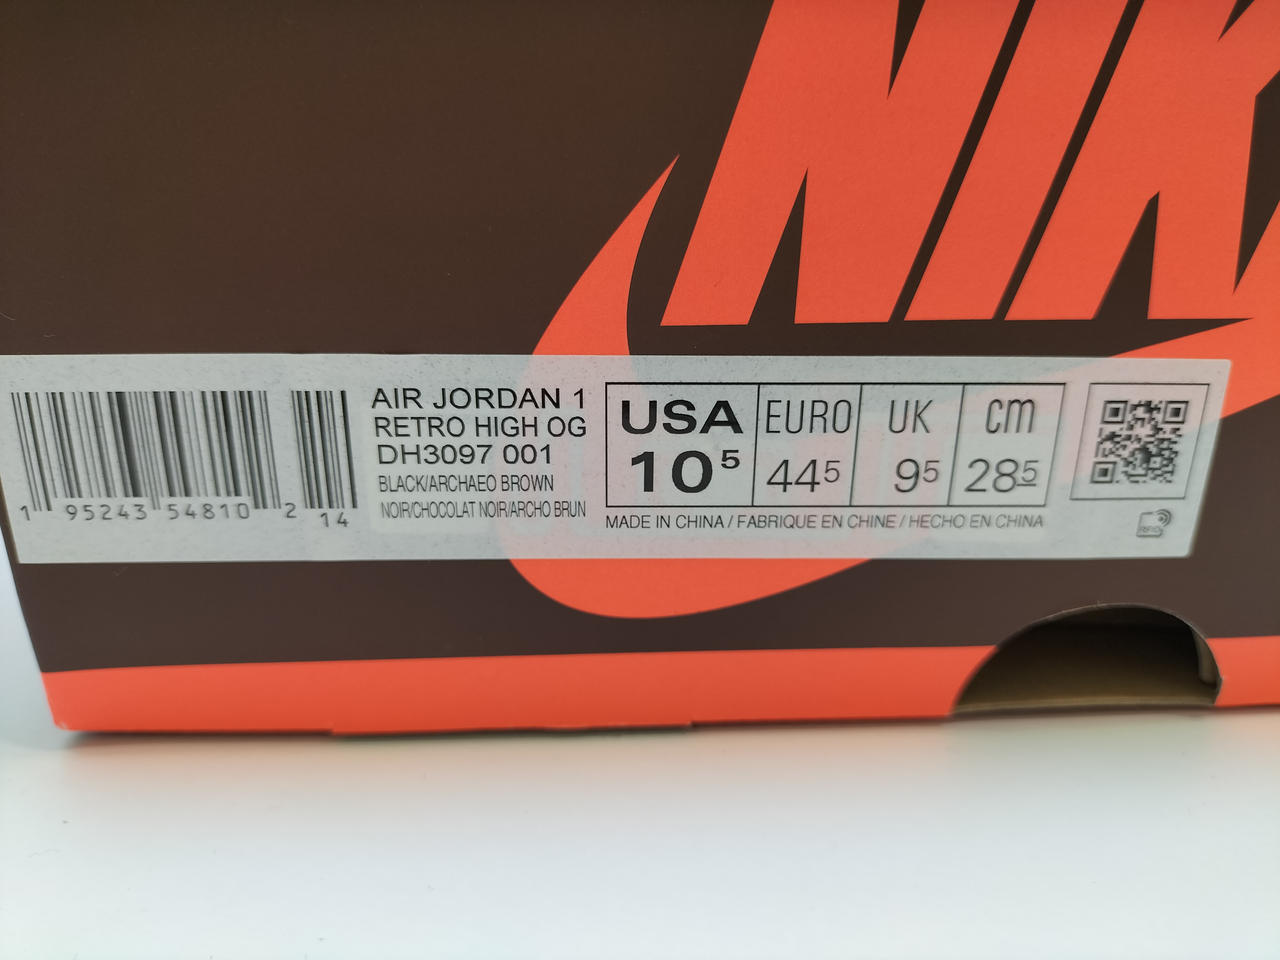 NIK
AIR JORDAN 1
RETRO HIGH OG
DH3097 001
BLACK/ARCHAEO BROWN
NOIR/CHOCOLAT NOIR/ARCHO BRUN
1 95243 54810 2 14
USA EURO UK cm
10⁵ 44⁵ 9⁵ 28⁵
MADE IN CHINA / FABRIQUE EN CHINE / HECHO EN CHINA
RFID